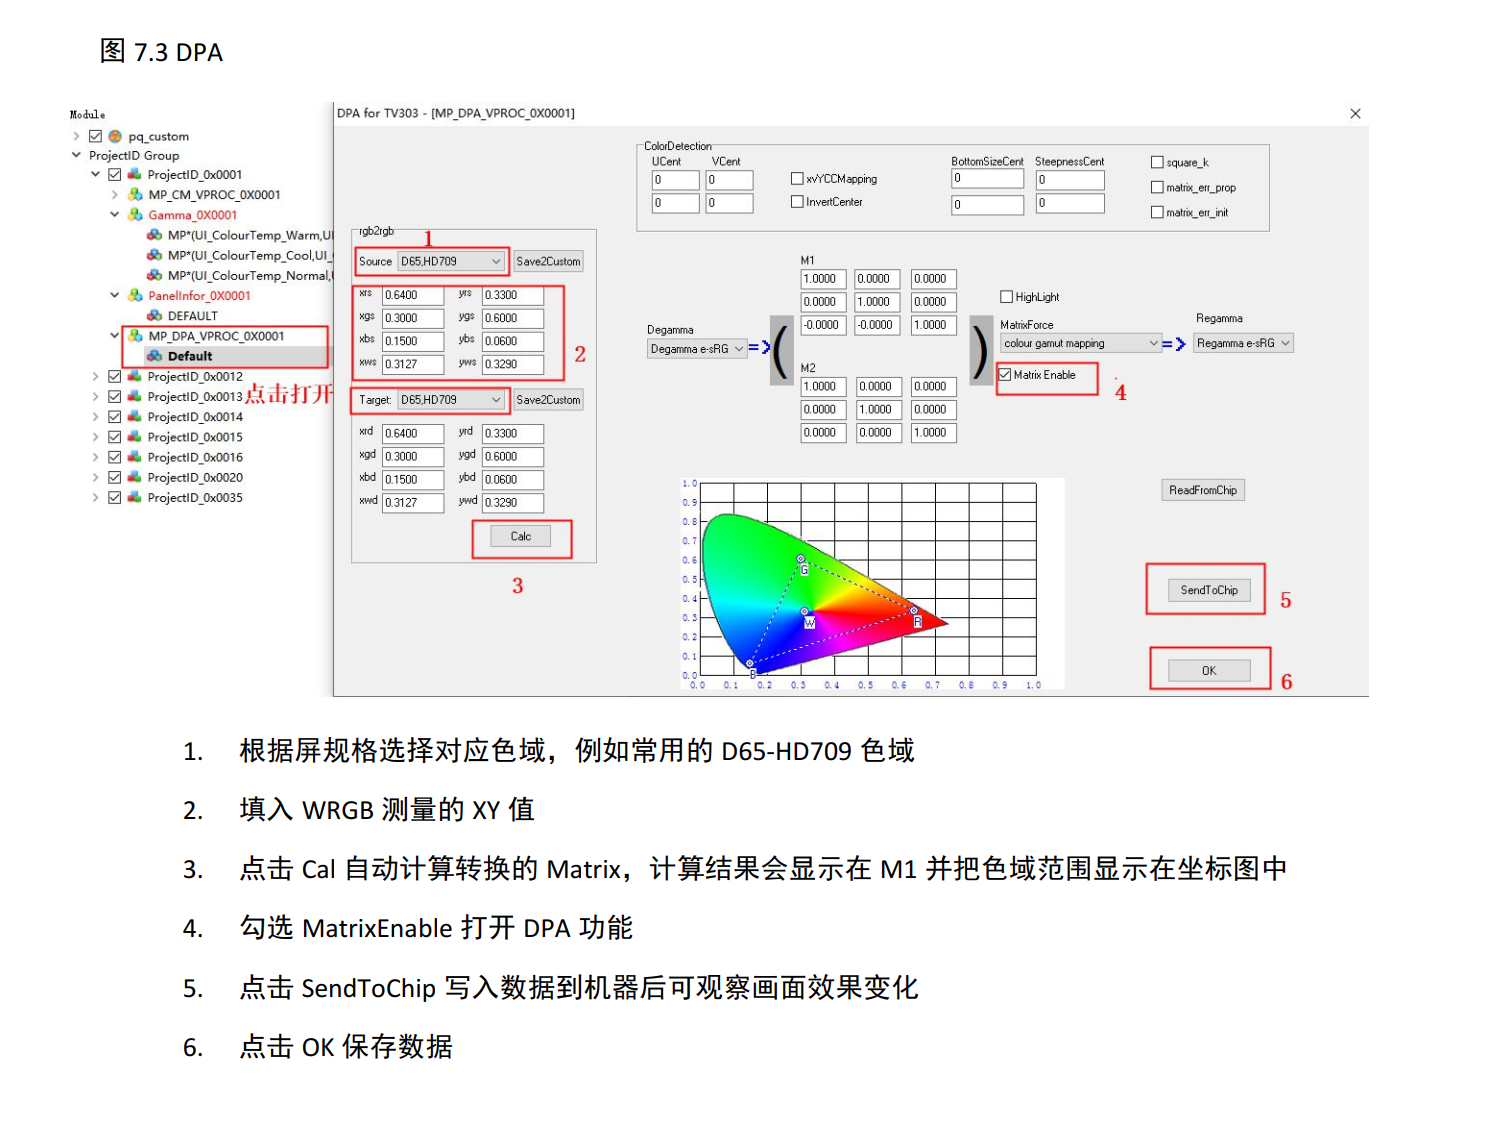 图 7.3 DPA
Module
pq_custom
ProjectID Group
ProjectID_0x0001
MP_CM_VPROC_0X0001
Gamma_0X0001
MP*(UI_ColourTemp_Warm,UI
MP*(UI_ColourTemp_Cool,UI_
MP*(UI_ColourTemp_Normal,
PanelInfor_0X0001
DEFAULT
MP_DPA_VPROC_0X0001
Default
ProjectID_0x0012
ProjectID_0x0013
点击打开
ProjectID_0x0014
ProjectID_0x0015
ProjectID_0x0016
ProjectID_0x0020
ProjectID_0x0035
DPA for TV303 - [MP_DPA_VPROC_0X0001]
ColorDetection
UCent VCent
0 0
0 0
xvYCCMapping
InvertCenter
BottomSizeCent SteepnessCent
0 0
0 0
square_k
matrix_err_prop
matrix_err_init
rgb2rgb
1
Source D65,HD709 Save2Custom
xrs 0.6400 yrs 0.3300
xgs 0.3000 ygs 0.6000
xbs 0.1500 ybs 0.0600
xws 0.3127 yws 0.3290
2
Target: D65,HD709 Save2Custom
xrd 0.6400 yrd 0.3300
xgd 0.3000 ygd 0.6000
xbd 0.1500 ybd 0.0600
xwd 0.3127 ywd 0.3290
Calc
3
Degamma
Degamma e-sRG
=>
(
M1
1.0000 0.0000 0.0000
0.0000 1.0000 0.0000
-0.0000 -0.0000 1.0000
M2
1.0000 0.0000 0.0000
0.0000 1.0000 0.0000
0.0000 0.0000 1.0000
)
HighLight
MatrixForce
colour gamut mapping
=>
Matrix Enable
4
Regamma
Regamma e-sRG
1.0
0.9
0.8
0.7
0.6
0.5
0.4
0.3
0.2
0.1
0.0
G
W
R
B
0.0 0.1 0.2 0.3 0.4 0.5 0.6 0.7 0.8 0.9 1.0
ReadFromChip
SendToChip
5
OK
6
1. 根据屏规格选择对应色域，例如常用的 D65-HD709 色域
2. 填入 WRGB 测量的 XY 值
3. 点击 Cal 自动计算转换的 Matrix，计算结果会显示在 M1 并把色域范围显示在坐标图中
4. 勾选 MatrixEnable 打开 DPA 功能
5. 点击 SendToChip 写入数据到机器后可观察画面效果变化
6. 点击 OK 保存数据